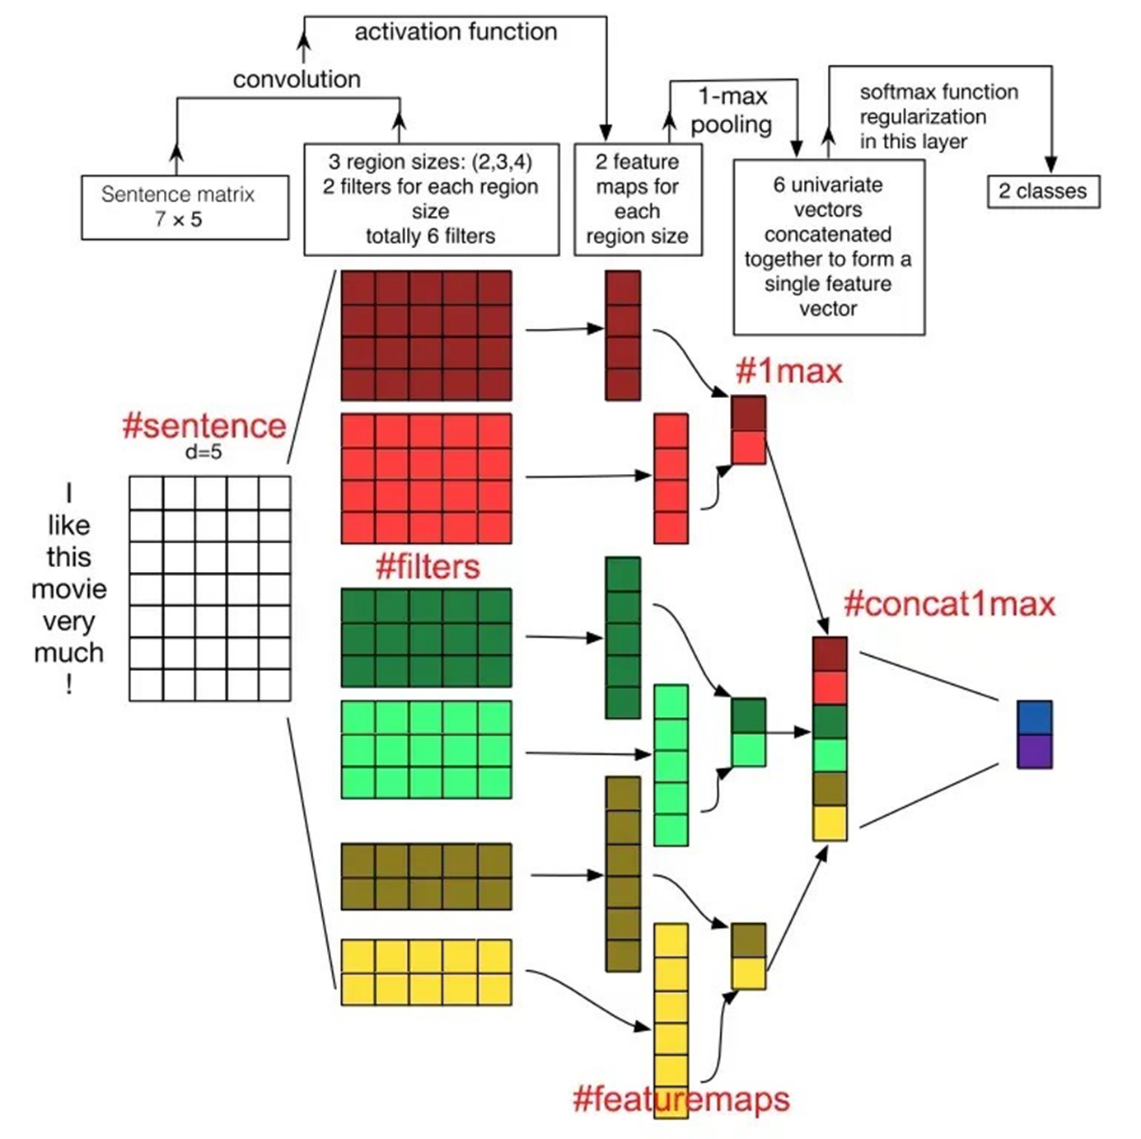 activation function
convolution
1-max
pooling
softmax function
regularization
in this layer
Sentence matrix
7 × 5
3 region sizes: (2,3,4)
2 filters for each region
size
totally 6 filters
2 feature
maps for
each
region size
6 univariate
vectors
concatenated
together to form a
single feature
vector
2 classes
#1max
#sentence
d=5
I
like
this
movie
very
much
!
#filters
#concat1max
#featuremaps